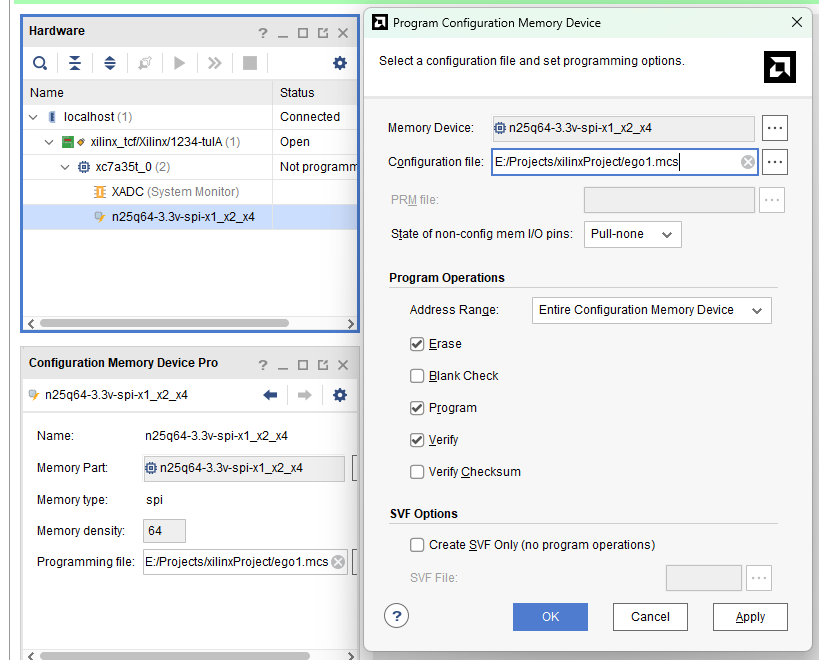 Hardware
Name Status
localhost (1) Connected
xilinx_tcf/Xilinx/1234-tulA (1) Open
xc7a35t_0 (2) Not programm
XADC (System Monitor)
n25q64-3.3v-spi-x1_x2_x4
Configuration Memory Device Pro
n25q64-3.3v-spi-x1_x2_x4
Name: n25q64-3.3v-spi-x1_x2_x4
Memory Part: n25q64-3.3v-spi-x1_x2_x4
Memory type: spi
Memory density: 64
Programming file: E:/Projects/xilinxProject/ego1.mcs
Program Configuration Memory Device
Select a configuration file and set programming options.
Memory Device: n25q64-3.3v-spi-x1_x2_x4
Configuration file: E:/Projects/xilinxProject/ego1.mcs
PRM file:
State of non-config mem I/O pins: Pull-none
Program Operations
Address Range: Entire Configuration Memory Device
Erase
Blank Check
Program
Verify
Verify Checksum
SVF Options
Create SVF Only (no program operations)
SVF File:
? OK Cancel Apply